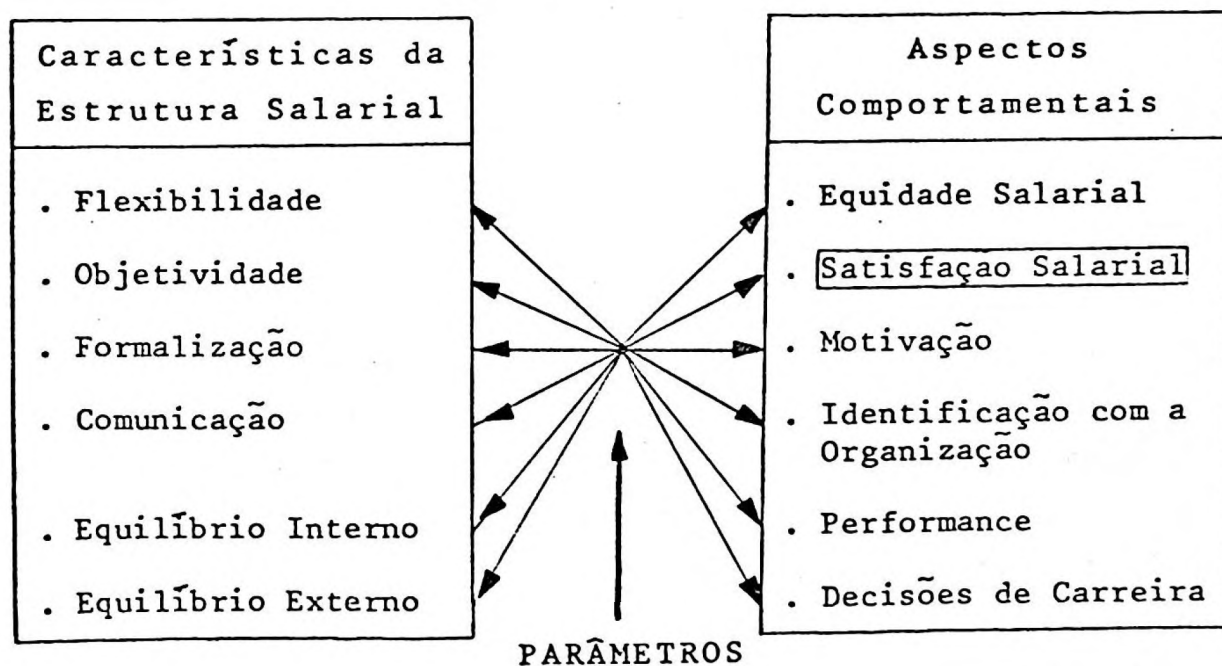 Características da
Estrutura Salarial
. Flexibilidade
. Objetividade
. Formalização
. Comunicação
. Equilíbrio Interno
. Equilíbrio Externo
Aspectos
Comportamentais
. Equidade Salarial
. Satisfaçao Salarial
. Motivação
. Identificação com a
Organização
. Performance
. Decisões de Carreira
PARÂMETROS